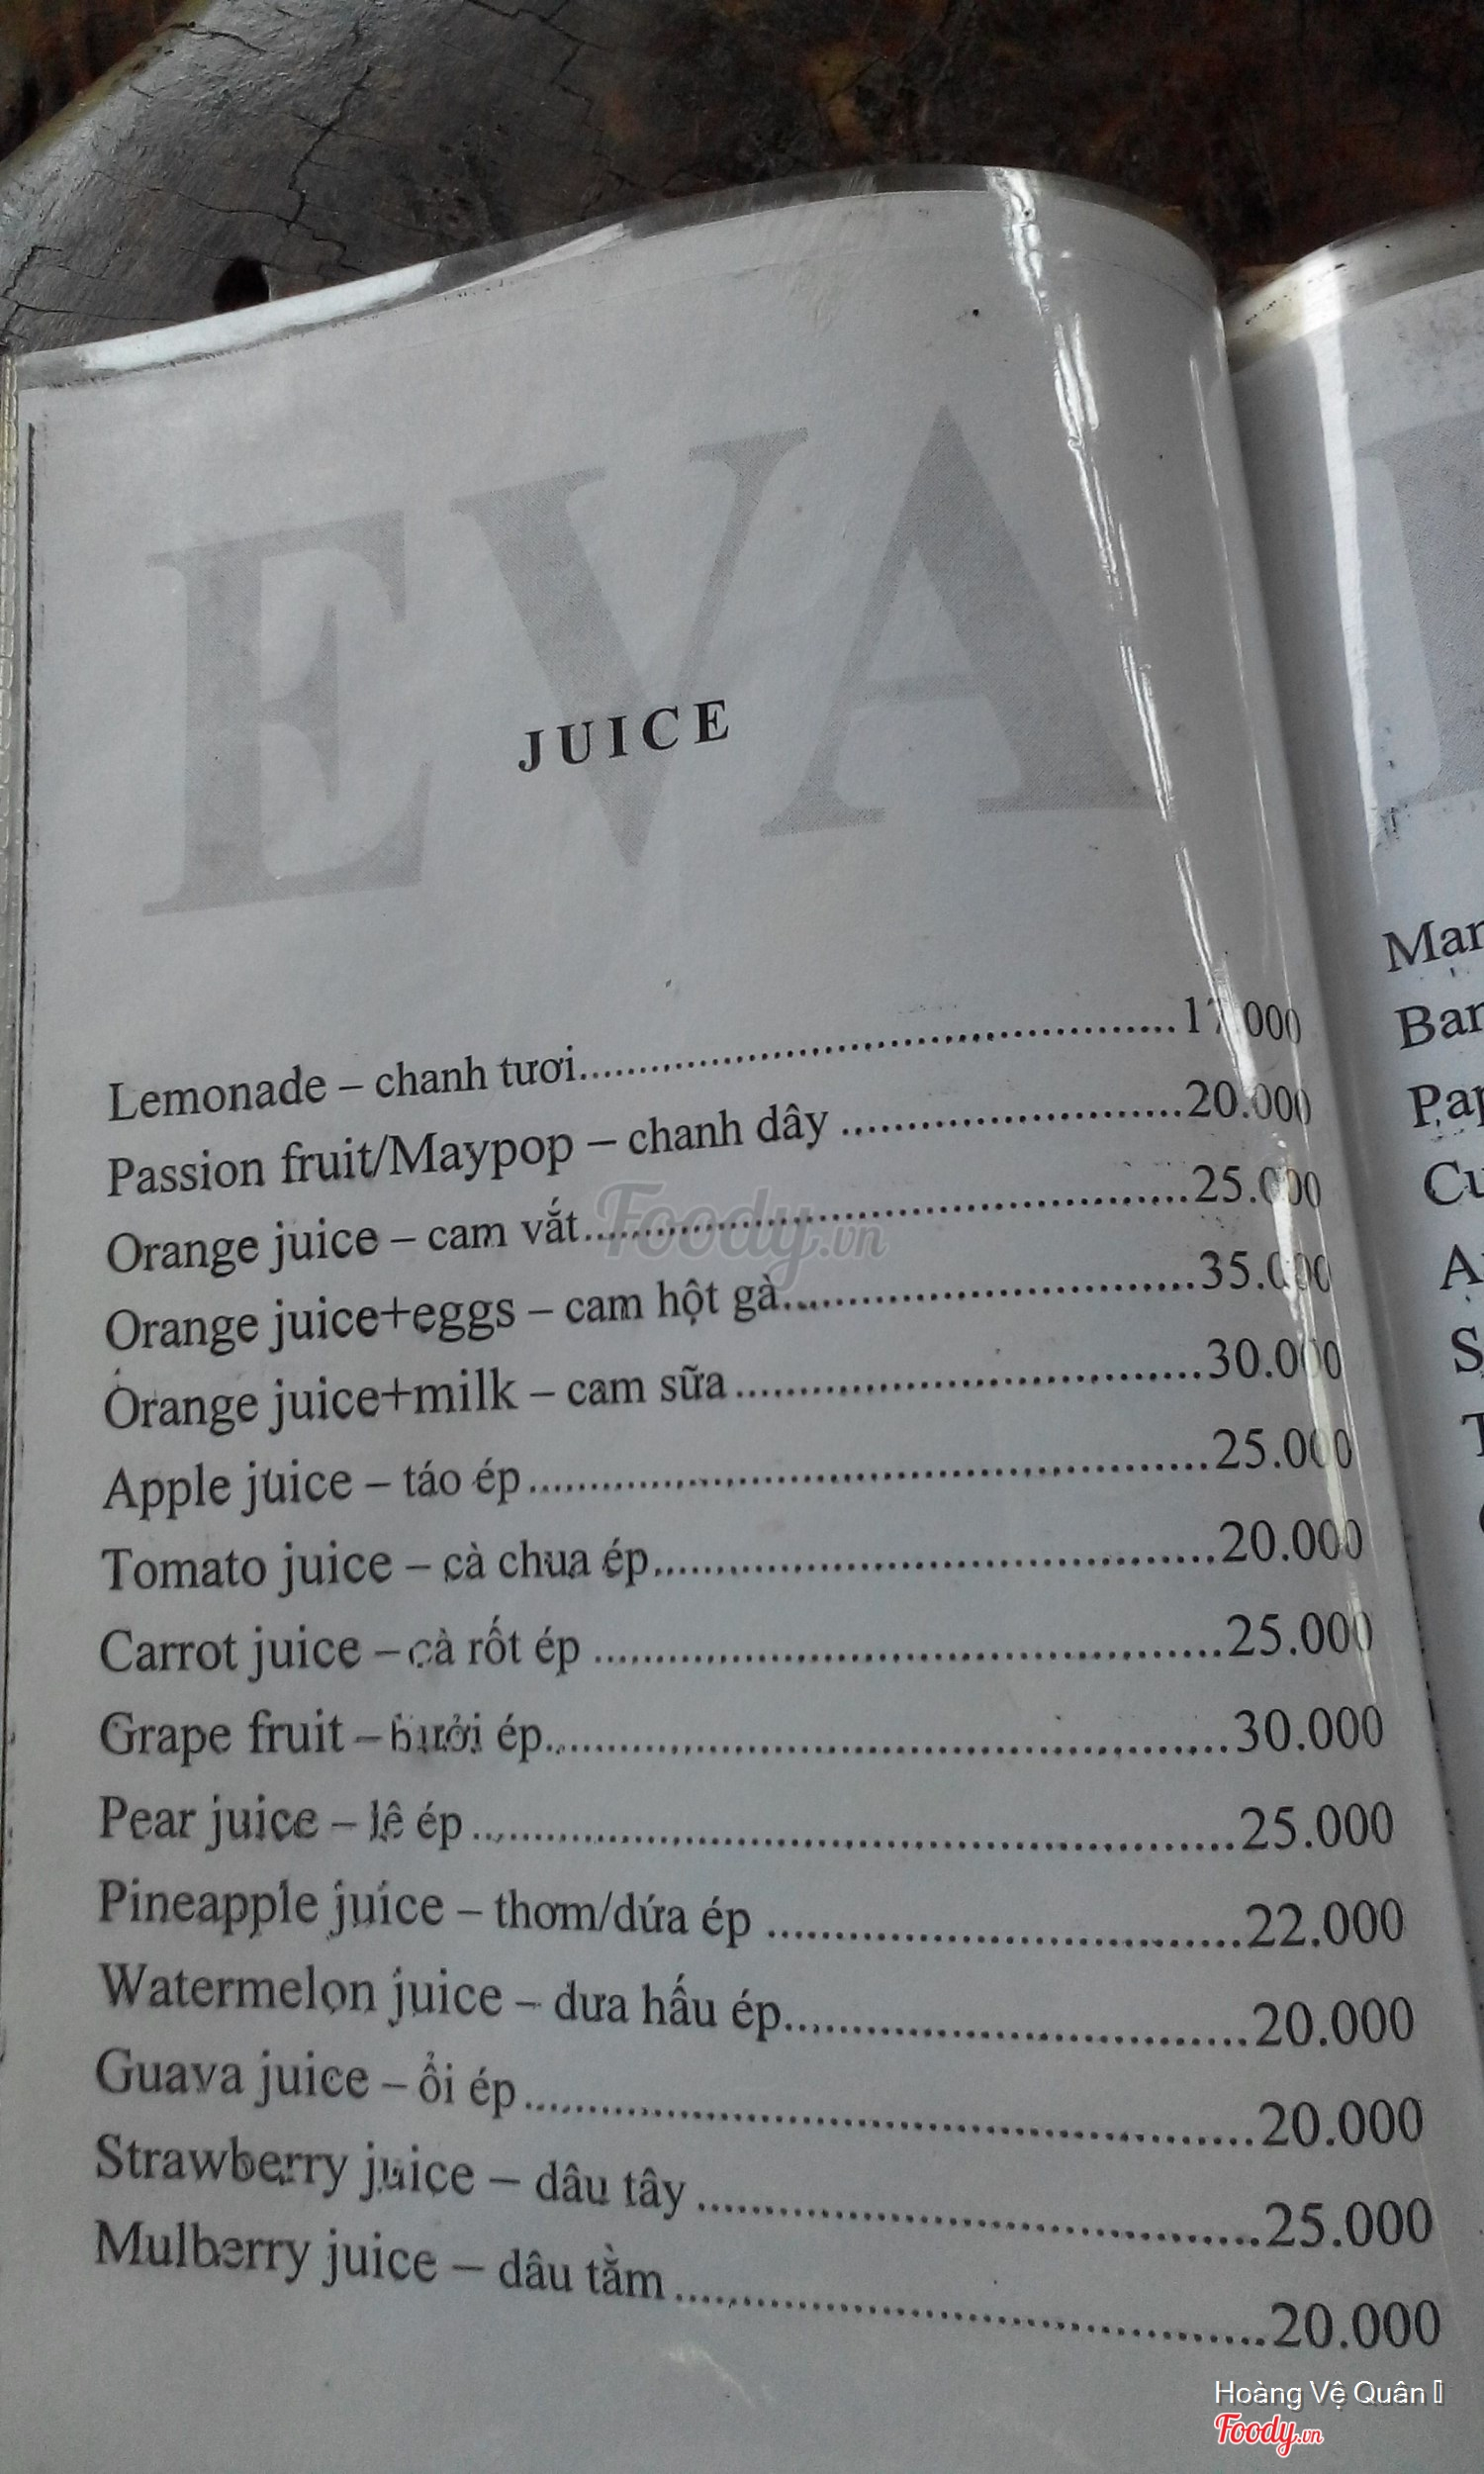 EVA
JUICE
Lemonade – chanh tươi..........17.000
Passion fruit/Maypop – chanh dây ..........20.000
Orange juice – cam vắt..........25.000
Orange juice+eggs – cam hột gà..........35.000
Orange juice+milk – cam sữa ..........30.000
Apple juice – táo ép..........25.000
Tomato juice – cà chua ép..........20.000
Carrot juice – cà rốt ép ..........25.000
Grape fruit – bưởi ép..........30.000
Pear juice – lê ép ..........25.000
Pineapple juice – thơm/dứa ép ..........22.000
Watermelon juice – dưa hấu ép..........20.000
Guava juice – ổi ép ..........20.000
Strawberry juice – dâu tây ..........25.000
Mulberry juice – dâu tằm ..........20.000
Foody.vn
Hoàng Vệ Quân
Foody.vn